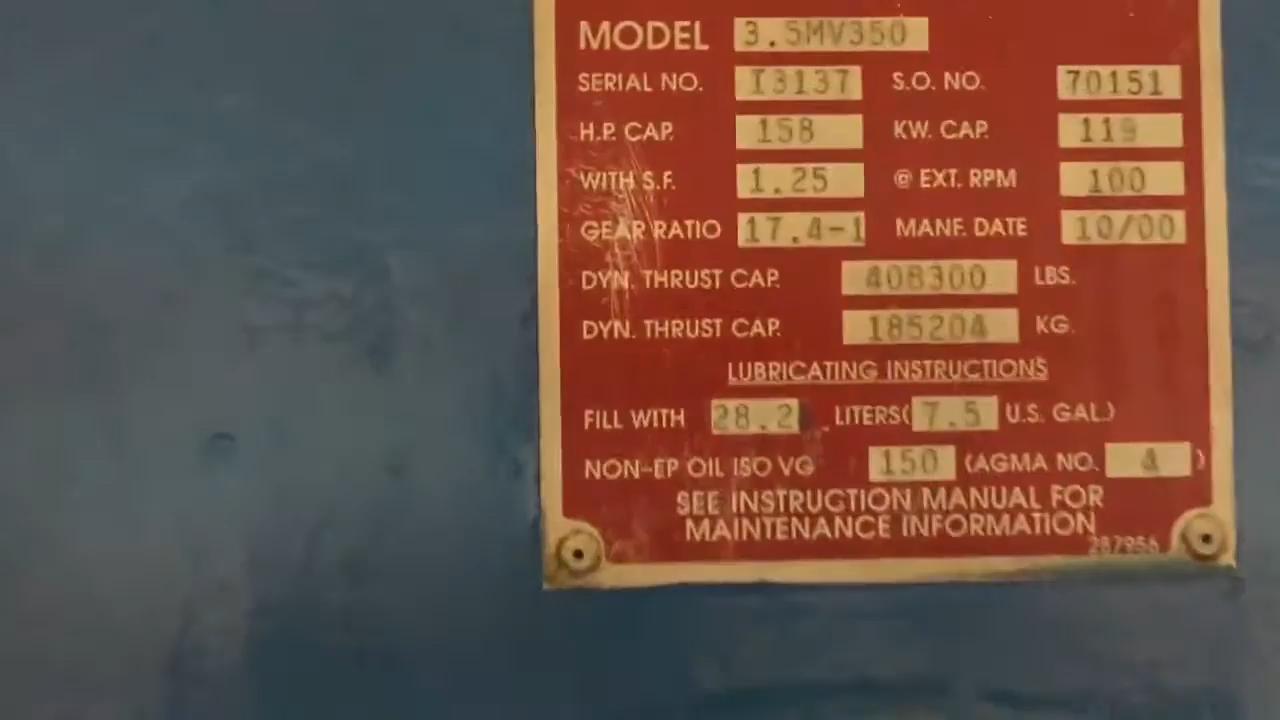 MODEL 3.5MV350
SERIAL NO. I3137 S.O. NO. 70151
H.P. CAP. 158 KW. CAP. 119
WITH S.F. 1.25 @ EXT. RPM 100
GEAR RATIO 17.4-1 MANF. DATE 10/00
DYN. THRUST CAP. 408300 LBS.
DYN. THRUST CAP. 185204 KG.
LUBRICATING INSTRUCTIONS
FILL WITH 28.2 LITERS( 7.5 U.S. GAL.)
NON-EP OIL ISO VG 150 (AGMA NO. 4 )
SEE INSTRUCTION MANUAL FOR
MAINTENANCE INFORMATION
287956